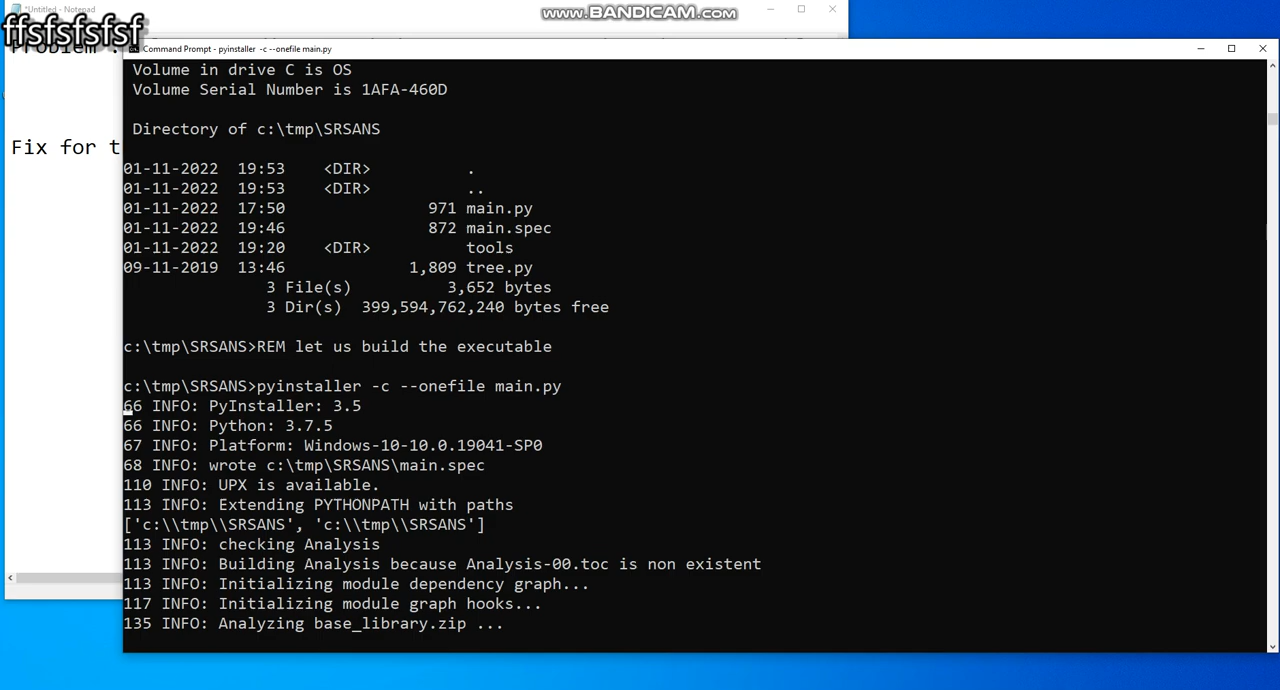 *Untitled - Notepad
www.BANDICAM.com
ffsfsfsfsf
Problem :
Command Prompt - pyinstaller -c --onefile main.py
Fix for t
Volume in drive C is OS
Volume Serial Number is 1AFA-460D
Directory of c:\tmp\SRSANS
01-11-2022 19:53 <DIR> .
01-11-2022 19:53 <DIR> ..
01-11-2022 17:50 971 main.py
01-11-2022 19:46 872 main.spec
01-11-2022 19:20 <DIR> tools
09-11-2019 13:46 1,809 tree.py
3 File(s) 3,652 bytes
3 Dir(s) 399,594,762,240 bytes free
c:\tmp\SRSANS>REM let us build the executable
c:\tmp\SRSANS>pyinstaller -c --onefile main.py
66 INFO: PyInstaller: 3.5
66 INFO: Python: 3.7.5
67 INFO: Platform: Windows-10-10.0.19041-SP0
68 INFO: wrote c:\tmp\SRSANS\main.spec
110 INFO: UPX is available.
113 INFO: Extending PYTHONPATH with paths
['c:\\tmp\\SRSANS', 'c:\\tmp\\SRSANS']
113 INFO: checking Analysis
113 INFO: Building Analysis because Analysis-00.toc is non existent
113 INFO: Initializing module dependency graph...
117 INFO: Initializing module graph hooks...
135 INFO: Analyzing base_library.zip ...